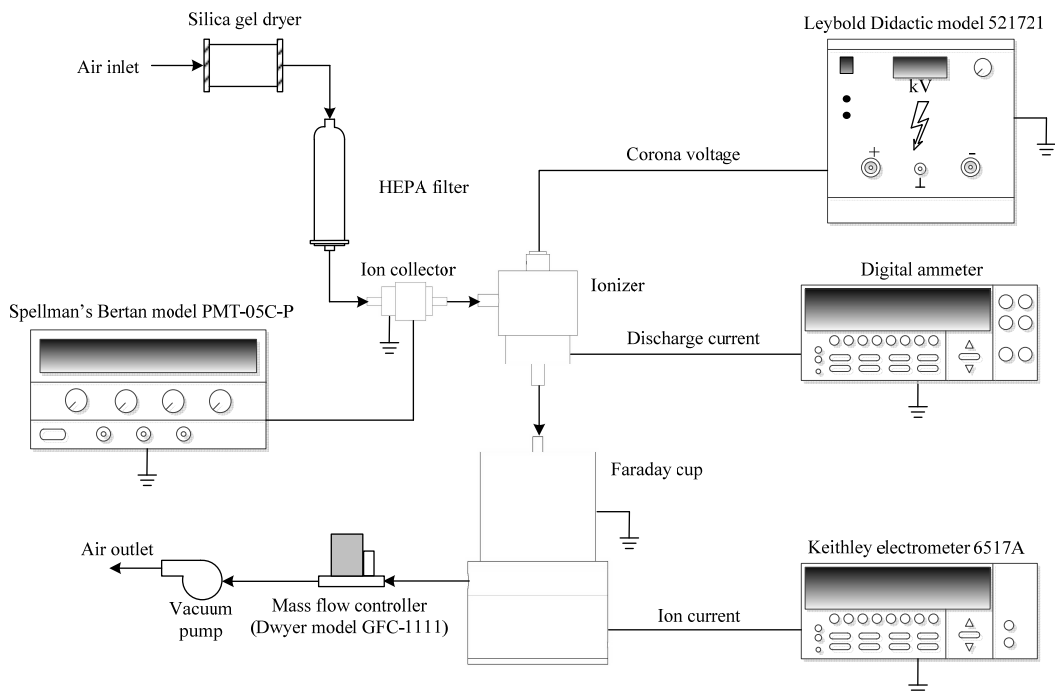 Silica gel dryer
Leybold Didactic model 521721
Air inlet
kV
+
-
⊥
Corona voltage
HEPA filter
Ion collector
Ionizer
Digital ammeter
Spellman's Bertan model PMT-05C-P
Discharge current
Faraday cup
Air outlet
Keithley electrometer 6517A
Vacuum
pump
Mass flow controller
(Dwyer model GFC-1111)
Ion current